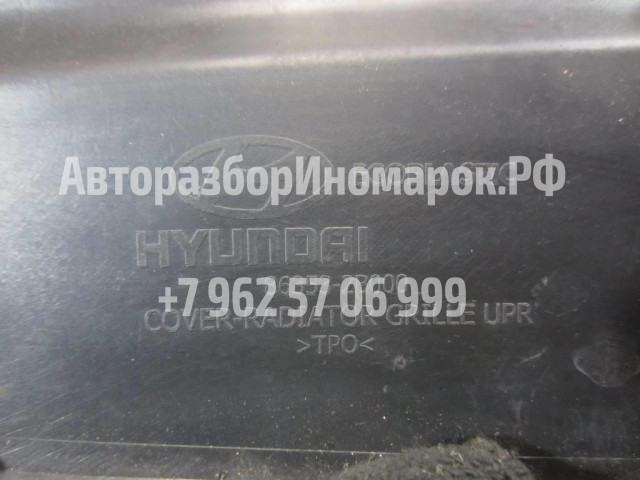 АвторазборИномарок.РФ
HYUNDAI
+7 962 57 06 999
COVER-RADIATOR GRILLE UPR
>TPO<